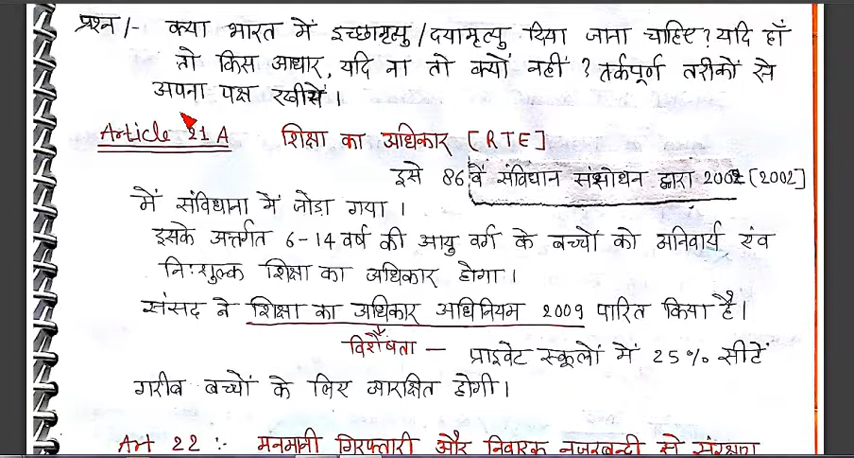 प्रश्न /- क्या भारत में इच्छामृत्यु/दयामृत्यु दिया जाना चाहिए? यदि हाँ
तो किस आधार, यदि ना तो क्यों नहीं? तर्कपूर्ण तरीकों से
अपना पक्ष रखीये।
Article 21A शिक्षा का अधिकार [RTE]
इसे 86वें संविधान संसोधन द्वारा 2002 [2002]
में संविधाना में जोडा गया।
इसके अन्तर्गत 6-14 वर्ष की आयु वर्ग के बच्चों को अनिवार्य एंव
नि:शुल्क शिक्षा का अधिकार होगा।
संसद ने शिक्षा का अधिकार अधिनियम 2009 पारित किया है।
विशेषता — प्राइवेट स्कूलों में 25% सीटें
गरीब बच्चों के लिए आरक्षित होगी।
Art 22 :- मनमानी गिरफ्तारी और निवारक नजरबन्दी से संरक्षण